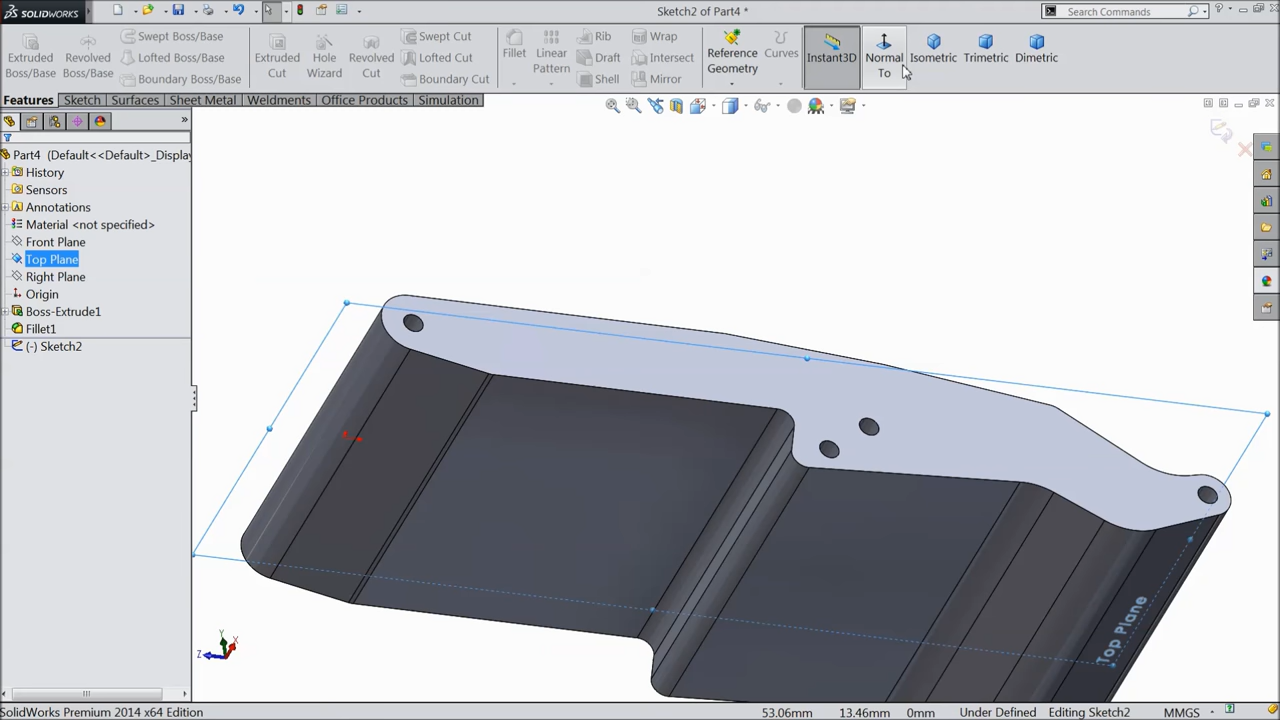 SOLIDWORKS
Sketch2 of Part4 *
Search Commands
Extruded Boss/Base
Revolved Boss/Base
Swept Boss/Base
Lofted Boss/Base
Boundary Boss/Base
Extruded Cut
Hole Wizard
Revolved Cut
Swept Cut
Lofted Cut
Boundary Cut
Fillet
Linear Pattern
Rib
Draft
Shell
Wrap
Intersect
Mirror
Reference Geometry
Curves
Instant3D
Normal To
Isometric
Trimetric
Dimetric
Features
Sketch
Surfaces
Sheet Metal
Weldments
Office Products
Simulation
Part4 (Default<<Default>_Display
History
Sensors
Annotations
Material <not specified>
Front Plane
Top Plane
Right Plane
Origin
Boss-Extrude1
Fillet1
(-) Sketch2
Top Plane
Y
X
Z
SolidWorks Premium 2014 x64 Edition
53.06mm
13.46mm
0mm
Under Defined
Editing Sketch2
MMGS